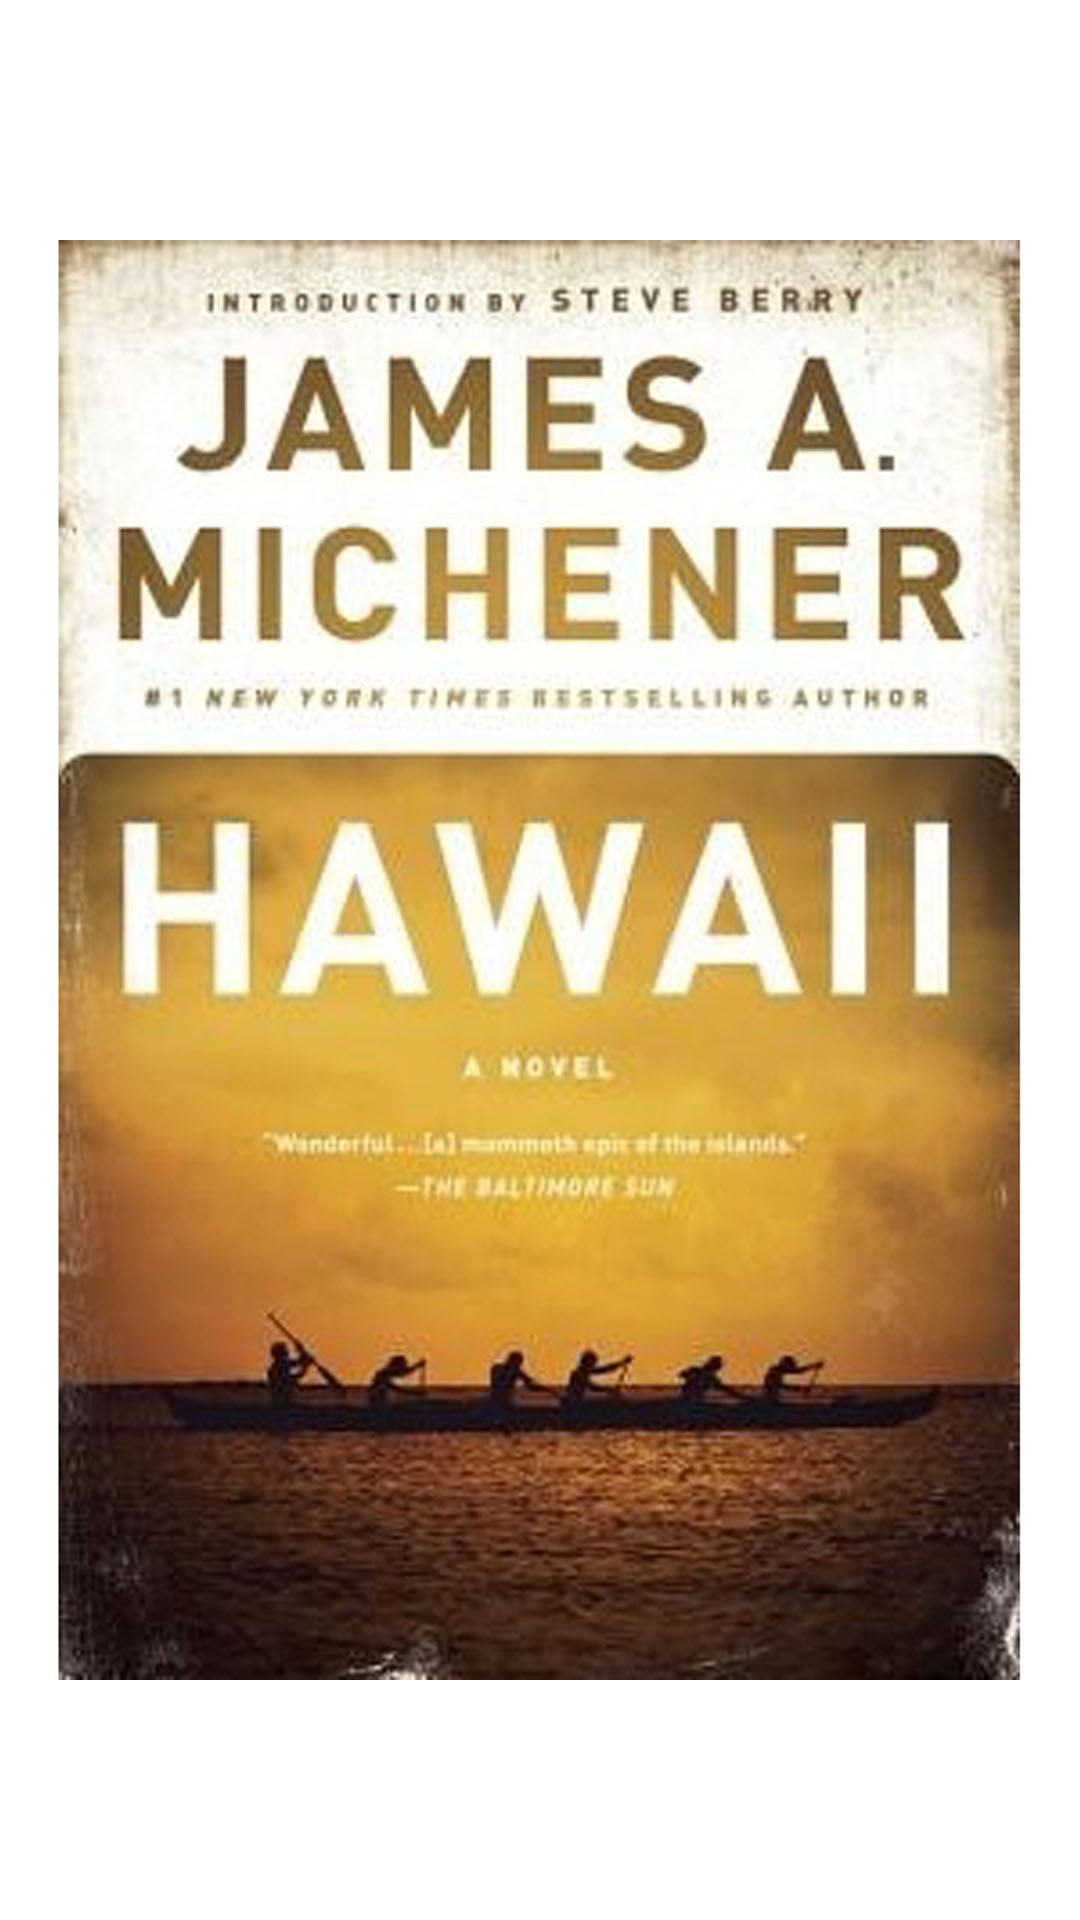 INTRODUCTION BY STEVE BERRY
JAMES A.
MICHENER
#1 NEW YORK TIMES BESTSELLING AUTHOR
HAWAII
A NOVEL
"Wonderful...[a] mammoth epic of the islands."
—THE BALTIMORE SUN